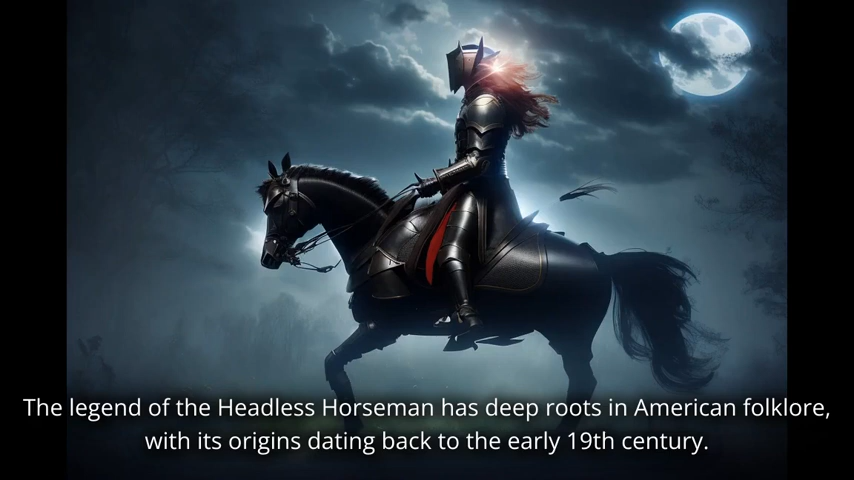 The legend of the Headless Horseman has deep roots in American folklore,
with its origins dating back to the early 19th century.